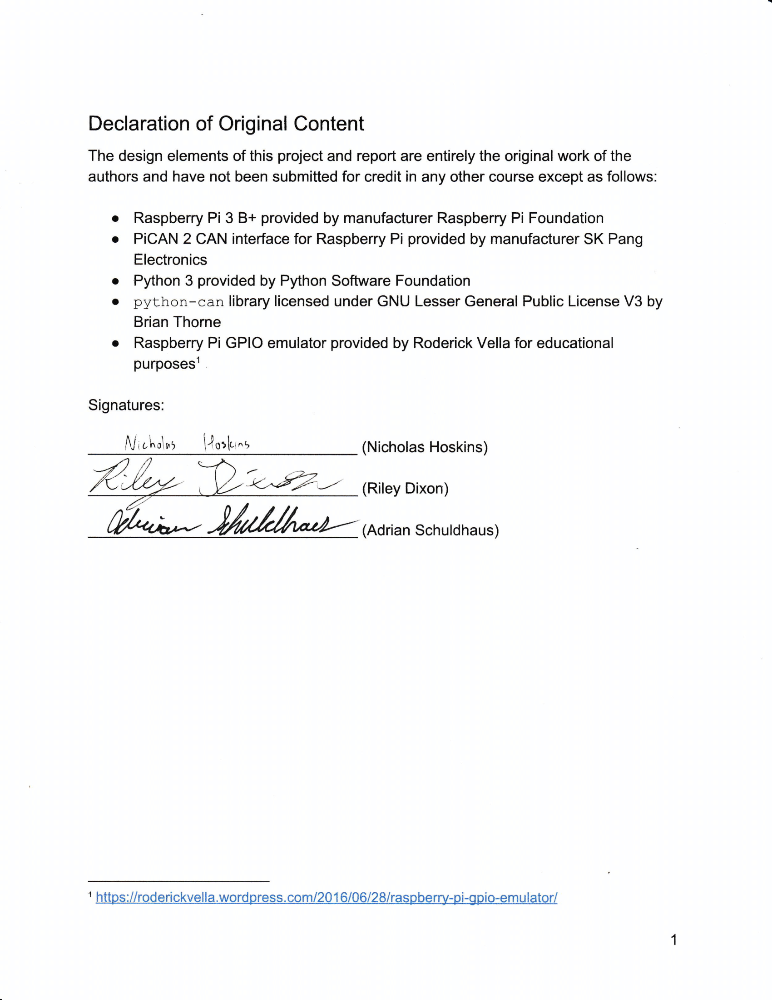 Declaration of Original Content
The design elements of this project and report are entirely the original work of the
authors and have not been submitted for credit in any other course except as follows:
● Raspberry Pi 3 B+ provided by manufacturer Raspberry Pi Foundation
● PiCAN 2 CAN interface for Raspberry Pi provided by manufacturer SK Pang
Electronics
● Python 3 provided by Python Software Foundation
● python-can library licensed under GNU Lesser General Public License V3 by
Brian Thorne
● Raspberry Pi GPIO emulator provided by Roderick Vella for educational
purposes¹
Signatures:
Nicholas Hoskins (Nicholas Hoskins)
Riley Dixon (Riley Dixon)
Adrian Schuldhaus (Adrian Schuldhaus)
¹ https://roderickvella.wordpress.com/2016/06/28/raspberry-pi-gpio-emulator/
1